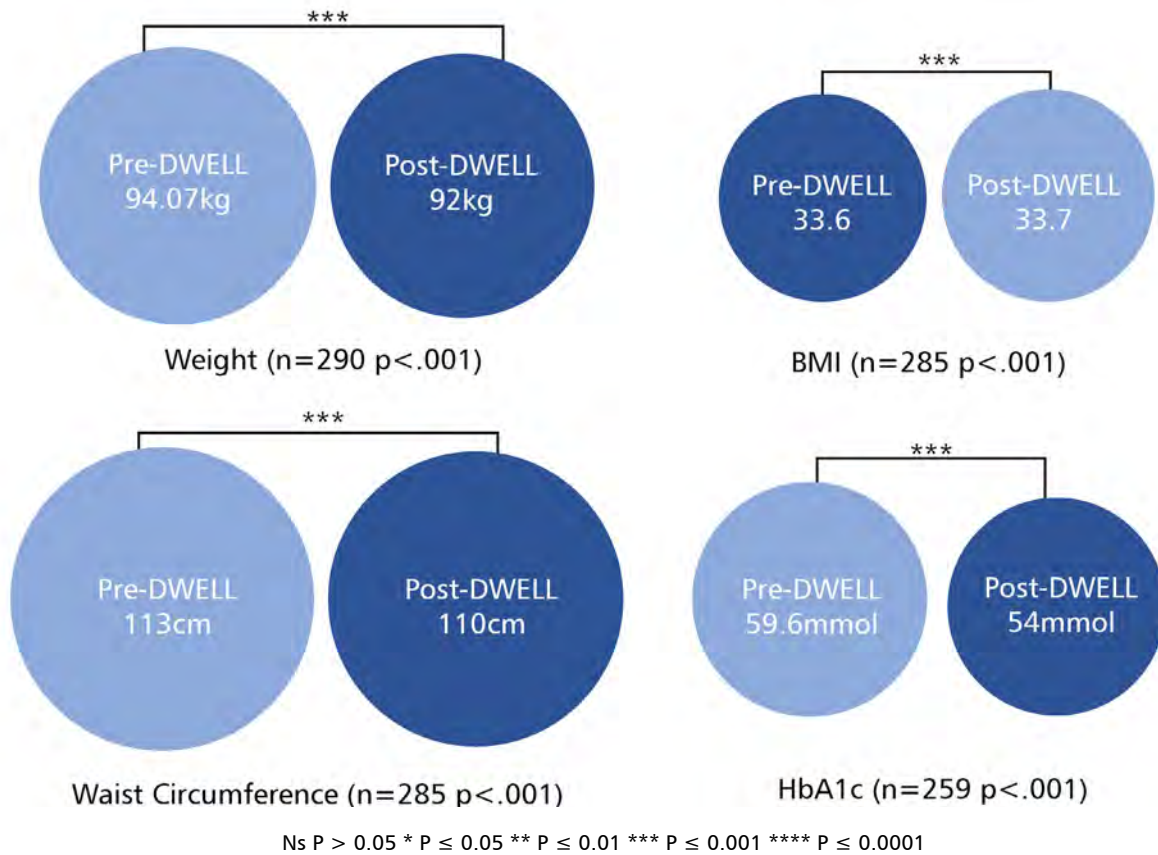 ***
Pre-DWELL
94.07kg
Post-DWELL
92kg
Weight (n=290 p<.001)
***
Pre-DWELL
33.6
Post-DWELL
33.7
BMI (n=285 p<.001)
***
Pre-DWELL
113cm
Post-DWELL
110cm
Waist Circumference (n=285 p<.001)
***
Pre-DWELL
59.6mmol
Post-DWELL
54mmol
HbA1c (n=259 p<.001)
Ns P > 0.05 * P ≤ 0.05 ** P ≤ 0.01 *** P ≤ 0.001 **** P ≤ 0.0001